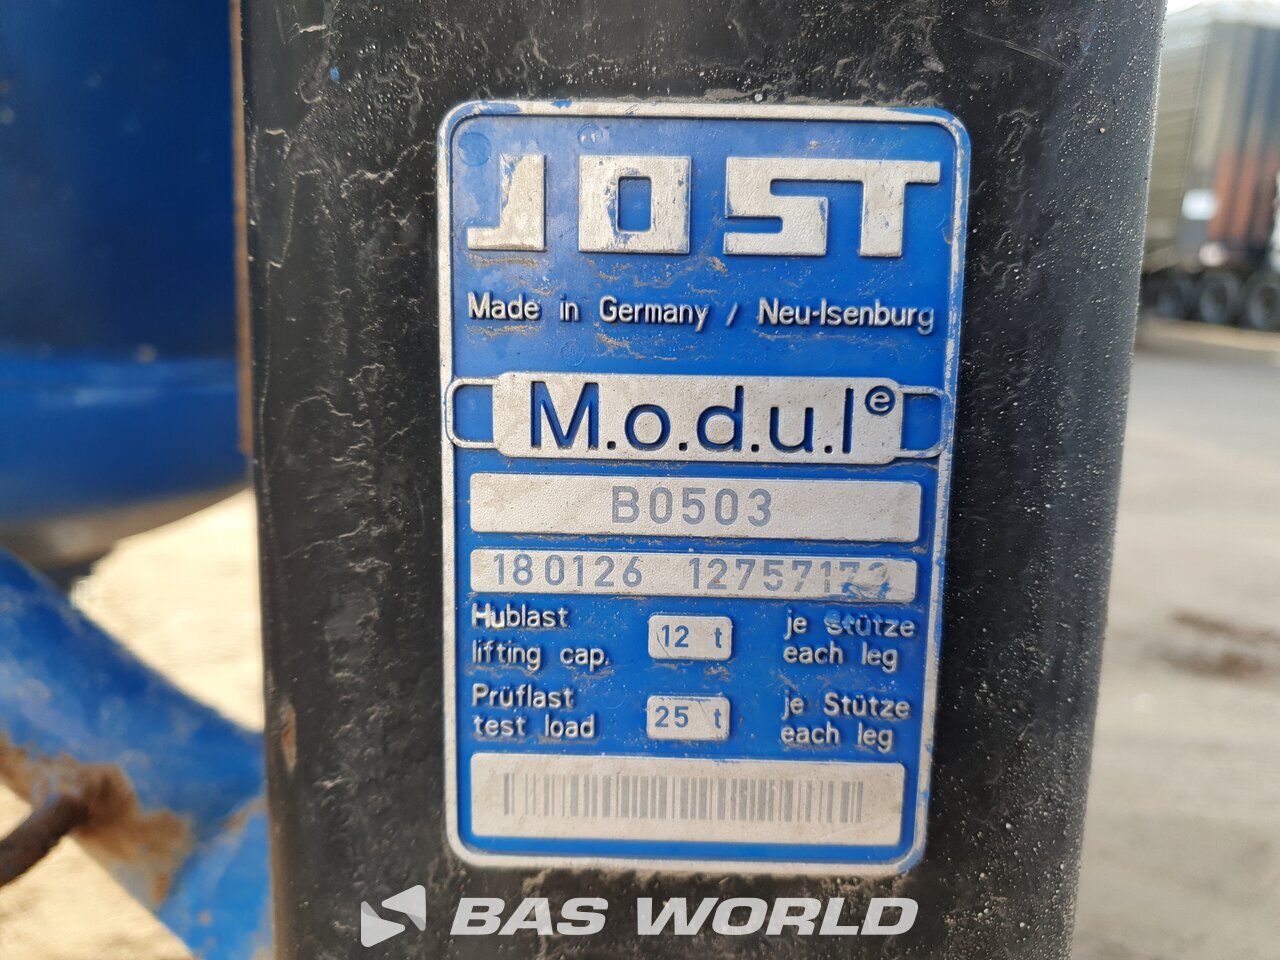 JOST
Made in Germany / Neu-Isenburg
M.o.d.u.l e
B0503
180126
Hublast 12 t je Stütze
lifting cap. each leg
Prüflast 25 t je Stütze
test load each leg
BAS WORLD